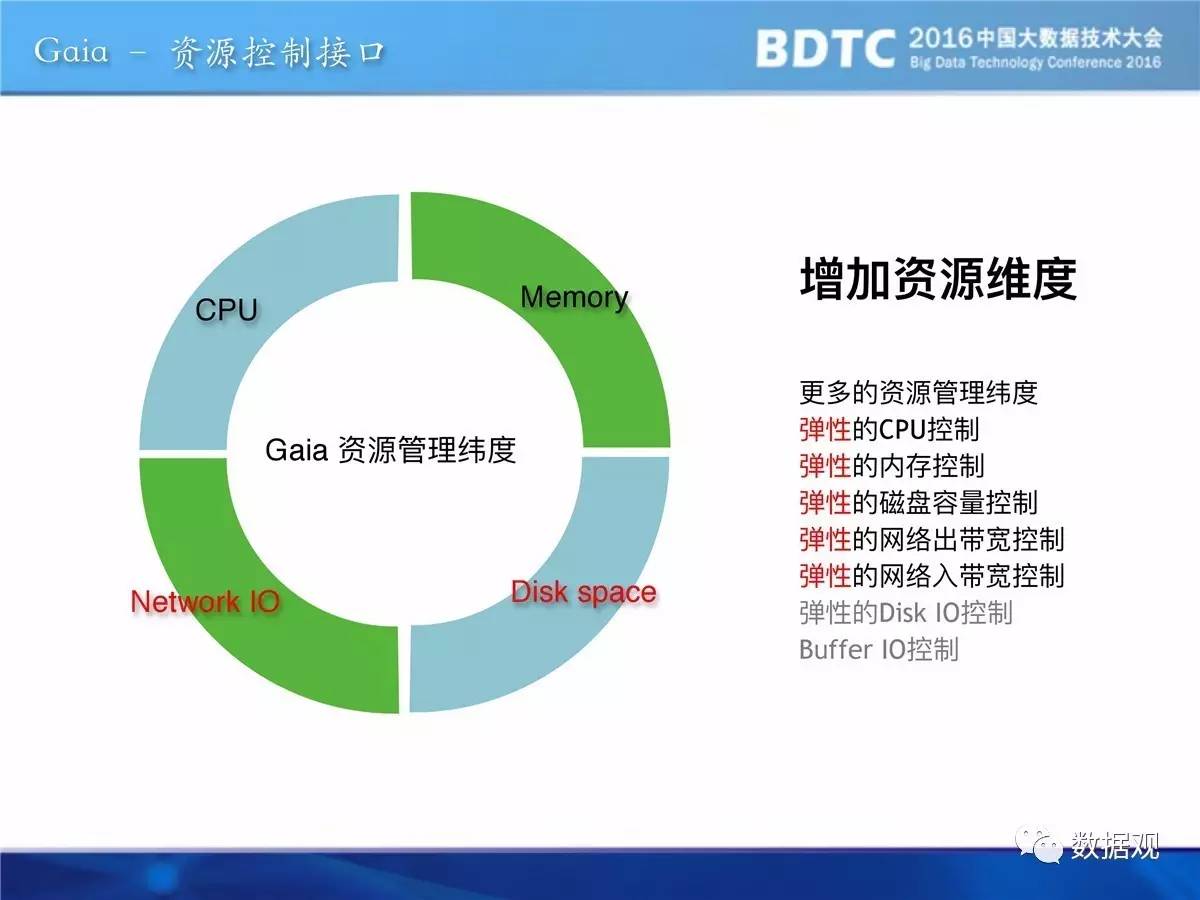 Gaia - 资源控制接口
BDTC 2016中国大数据技术大会
Big Data Technology Conference 2016
CPU
Memory
Gaia 资源管理纬度
Network IO
Disk space
增加资源维度
更多的资源管理纬度
弹性的CPU控制
弹性的内存控制
弹性的磁盘容量控制
弹性的网络出带宽控制
弹性的网络入带宽控制
弹性的Disk IO控制
Buffer IO控制
数据观